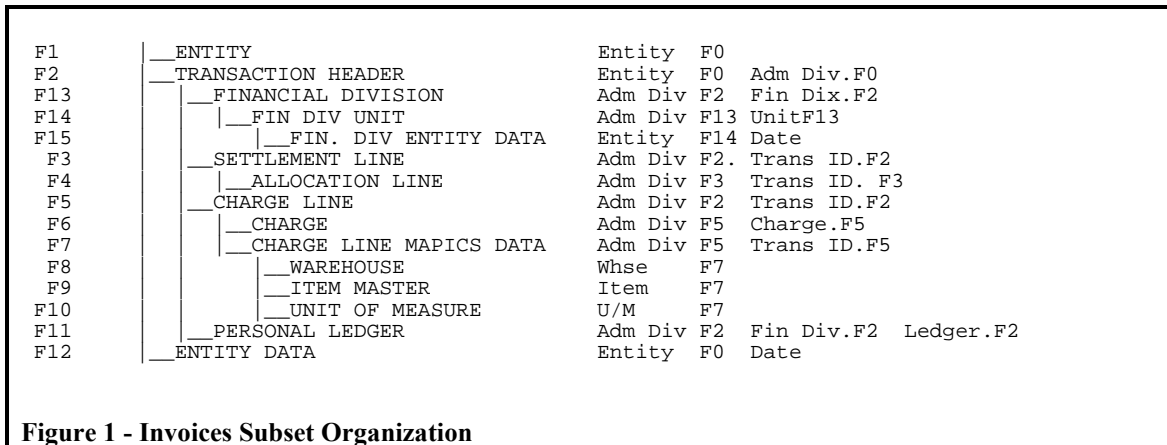 F1 |__ENTITY Entity F0
F2 |__TRANSACTION HEADER Entity F0 Adm Div.F0
F13 | |__FINANCIAL DIVISION Adm Div F2 Fin Dix.F2
F14 | | |__FIN DIV UNIT Adm Div F13 UnitF13
F15 | | |__FIN. DIV ENTITY DATA Entity F14 Date
F3 | |__SETTLEMENT LINE Adm Div F2. Trans ID.F2
F4 | | |__ALLOCATION LINE Adm Div F3 Trans ID. F3
F5 | |__CHARGE LINE Adm Div F2 Trans ID.F2
F6 | | |__CHARGE Adm Div F5 Charge.F5
F7 | | |__CHARGE LINE MAPICS DATA Adm Div F5 Trans ID.F5
F8 | | |__WAREHOUSE Whse F7
F9 | | |__ITEM MASTER Item F7
F10 | | |__UNIT OF MEASURE U/M F7
F11 | |__PERSONAL LEDGER Adm Div F2 Fin Div.F2 Ledger.F2
F12 |__ENTITY DATA Entity F0 Date
Figure 1 - Invoices Subset Organization